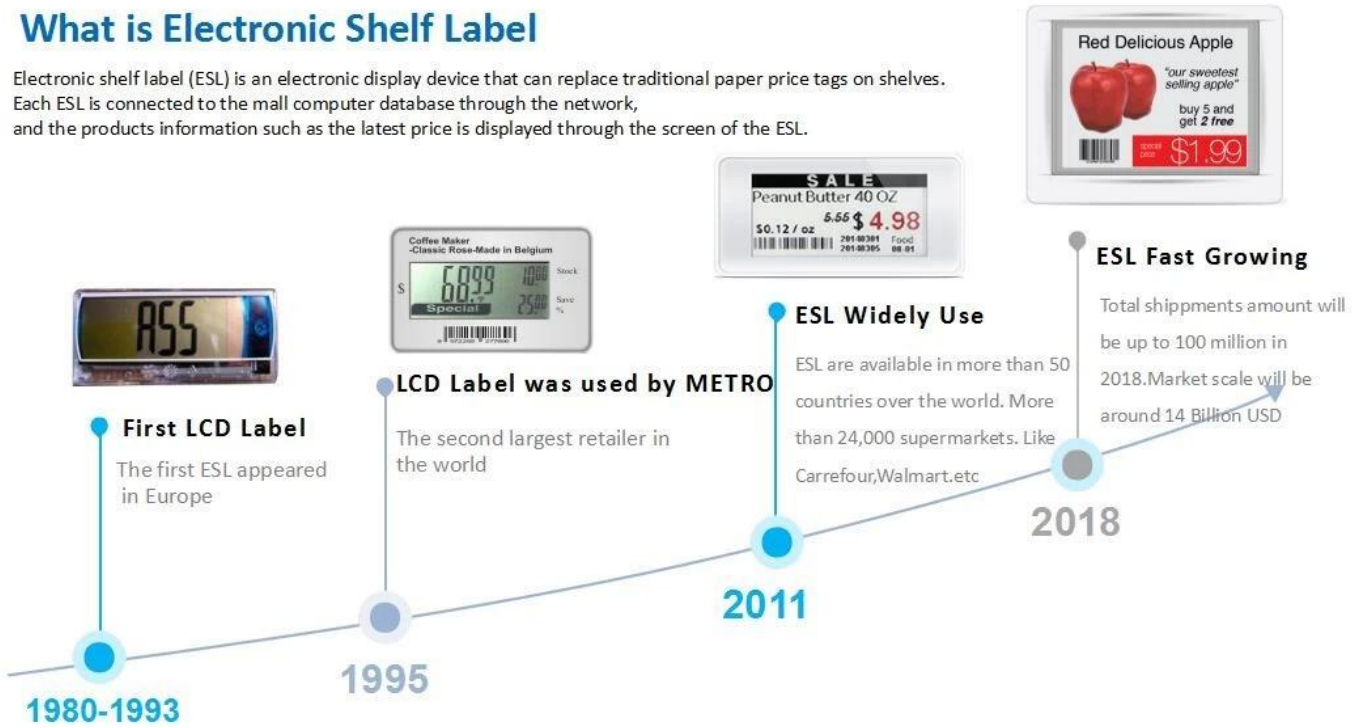 What is Electronic Shelf Label
Electronic shelf label (ESL) is an electronic display device that can replace traditional paper price tags on shelves.
Each ESL is connected to the mall computer database through the network,
and the products information such as the latest price is displayed through the screen of the ESL.
Red Delicious Apple
"our sweetest
selling apple"
buy 5 and
get 2 free
special
price
$1.99
SALE
Peanut Butter 40 OZ
5.55 $ 4.98
$0.12 / oz
Food
Coffee Maker
-Classic Rose-Made in Belgium
$
68.99
Stock
Special
Save
%
ASS
ESL Fast Growing
Total shippments amount will
be up to 100 million in
2018.Market scale will be
around 14 Billion USD
ESL Widely Use
ESL are available in more than 50
countries over the world. More
than 24,000 supermarkets. Like
Carrefour,Walmart.etc
LCD Label was used by METRO
The second largest retailer in
the world
First LCD Label
The first ESL appeared
in Europe
2018
2011
1995
1980-1993